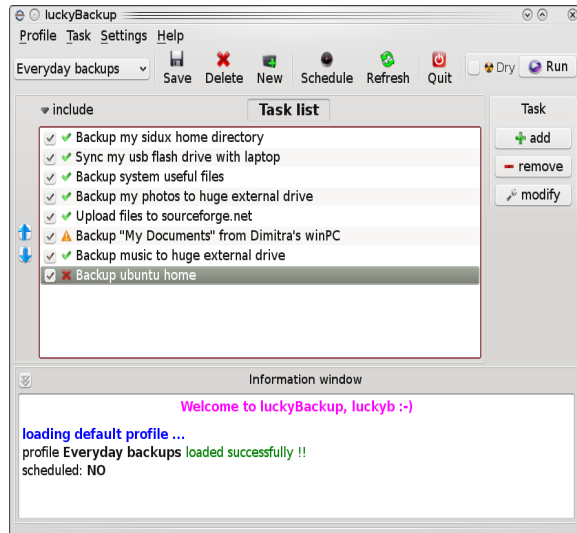 luckyBackup
Profile Task Settings Help
Everyday backups Save Delete New Schedule Refresh Quit Dry Run
include Task list Task
Backup my sidux home directory
Sync my usb flash drive with laptop
Backup system useful files
Backup my photos to huge external drive
Upload files to sourceforge.net
Backup "My Documents" from Dimitra's winPC
Backup music to huge external drive
Backup ubuntu home
add
remove
modify
Information window
Welcome to luckyBackup, luckyb :-)
loading default profile ...
profile Everyday backups loaded successfully !!
scheduled: NO